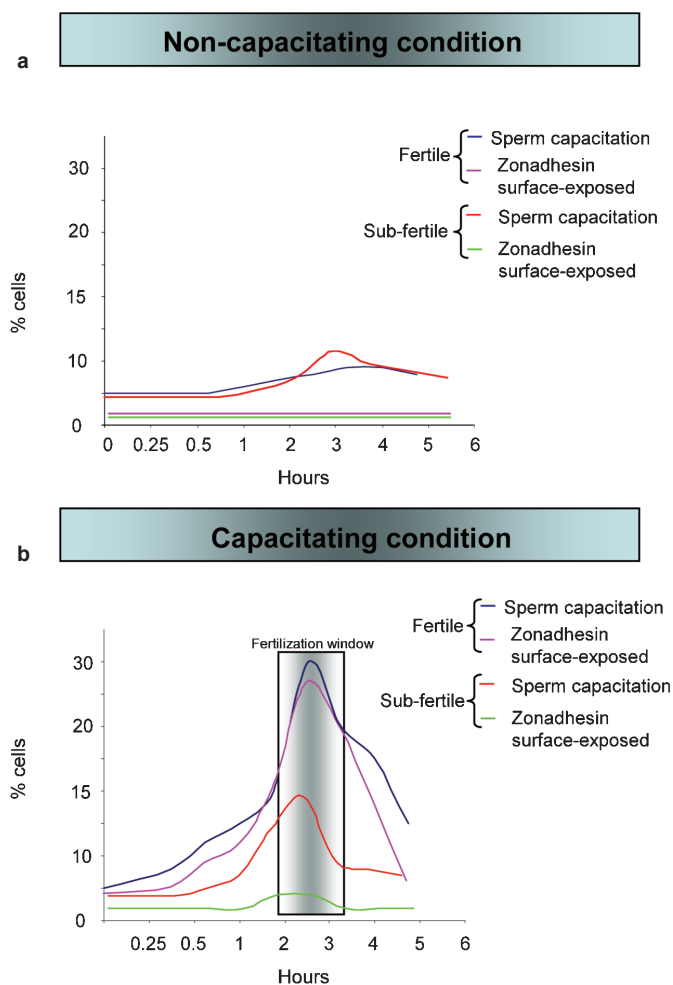 Non-capacitating condition
a
Fertile
Sperm capacitation
Zonadhesin
surface-exposed
Sub-fertile
Sperm capacitation
Zonadhesin
surface-exposed
% cells
30
20
15
10
0
0 0.25 0.5 1 2 3 4 5 6
Hours
Capacitating condition
b
Fertile
Sperm capacitation
Zonadhesin
surface-exposed
Sub-fertile
Sperm capacitation
Zonadhesin
surface-exposed
Fertilization window
% cells
30
20
15
10
0
0.25 0.5 1 2 3 4 5 6
Hours